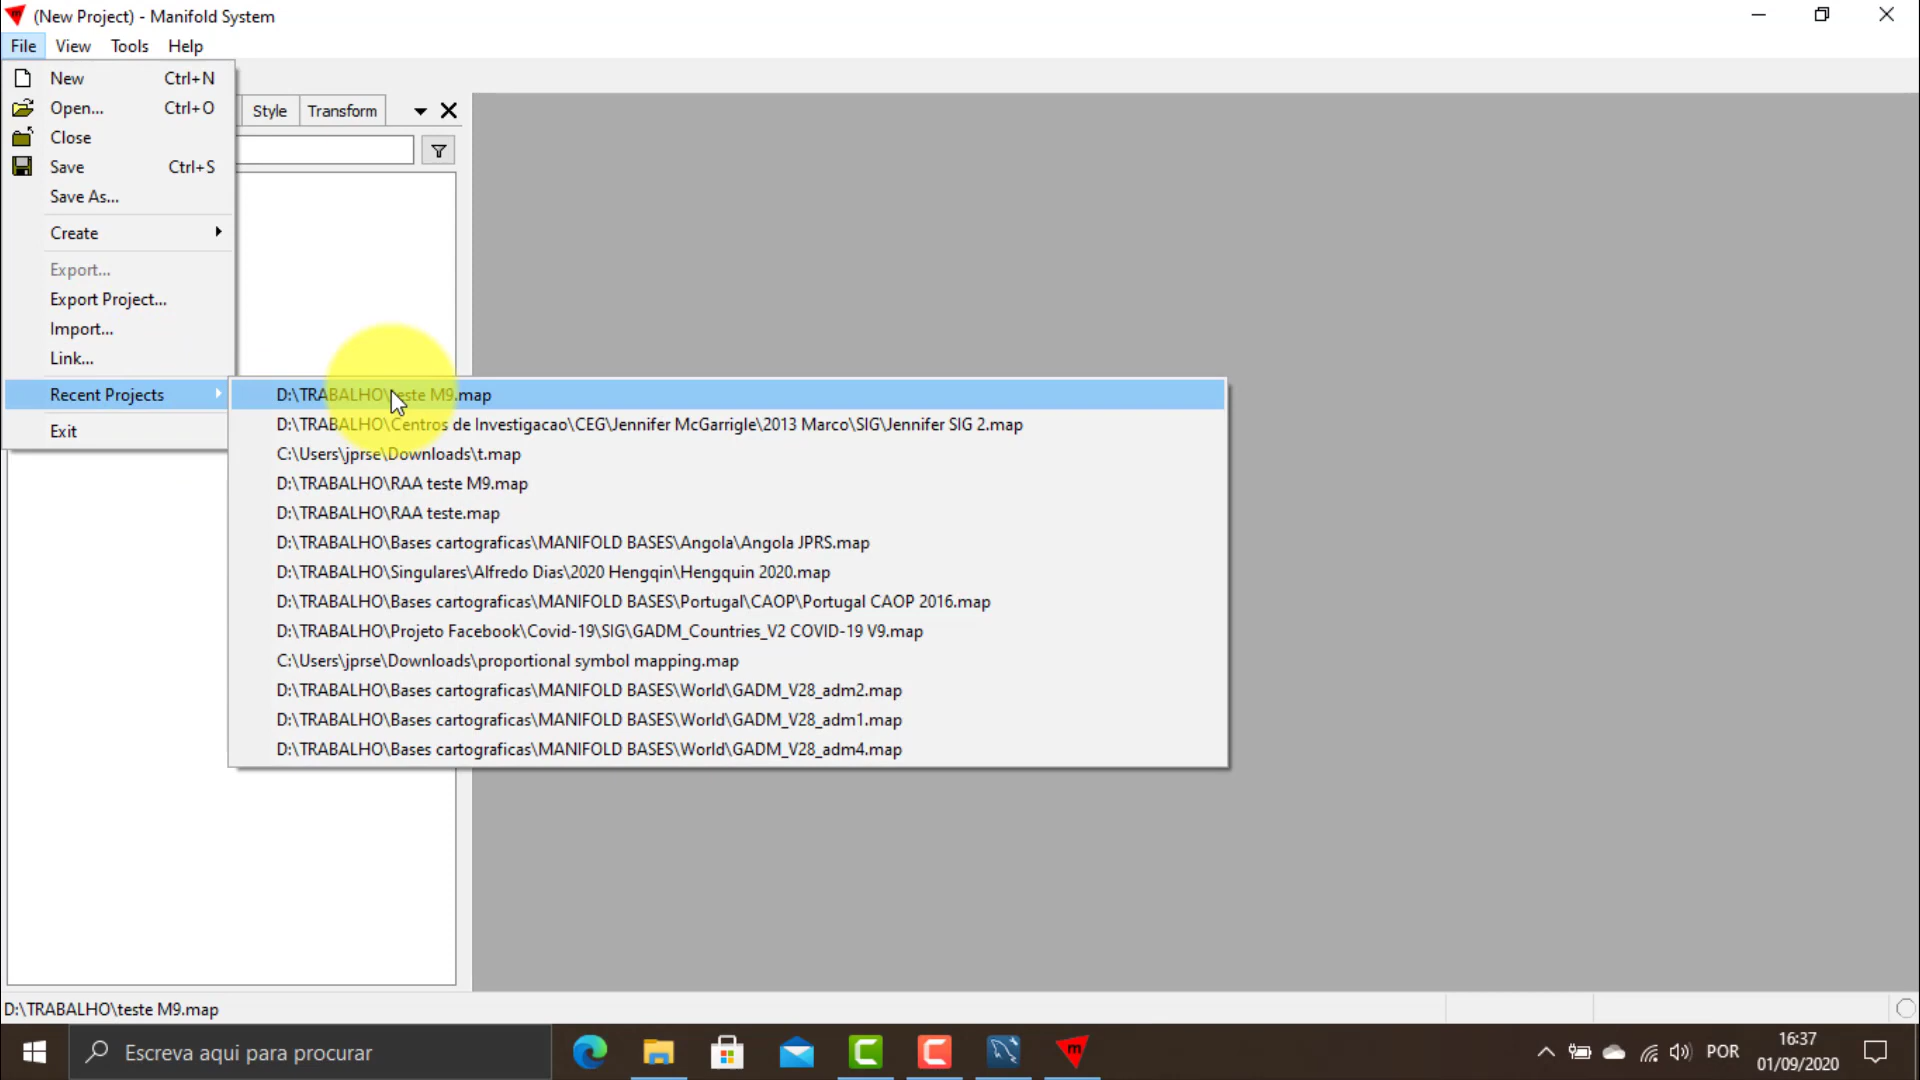 (New Project) - Manifold System
File View Tools Help
New Ctrl+N
Open... Ctrl+O
Close
Save Ctrl+S
Save As...
Create
Export...
Export Project...
Import...
Link...
Recent Projects
Exit
Style Transform
D:\TRABALHO\teste M9.map
D:\TRABALHO\Centros de Investigacao\CEG\Jennifer McGarrigle\2013 Marco\SIG\Jennifer SIG 2.map
C:\Users\jprse\Downloads\t.map
D:\TRABALHO\RAA teste M9.map
D:\TRABALHO\RAA teste.map
D:\TRABALHO\Bases cartograficas\MANIFOLD BASES\Angola\Angola JPRS.map
D:\TRABALHO\Singulares\Alfredo Dias\2020 Hengqin\Hengquin 2020.map
D:\TRABALHO\Bases cartograficas\MANIFOLD BASES\Portugal\CAOP\Portugal CAOP 2016.map
D:\TRABALHO\Projeto Facebook\Covid-19\SIG\GADM_Countries_V2 COVID-19 V9.map
C:\Users\jprse\Downloads\proportional symbol mapping.map
D:\TRABALHO\Bases cartograficas\MANIFOLD BASES\World\GADM_V28_adm2.map
D:\TRABALHO\Bases cartograficas\MANIFOLD BASES\World\GADM_V28_adm1.map
D:\TRABALHO\Bases cartograficas\MANIFOLD BASES\World\GADM_V28_adm4.map
D:\TRABALHO\teste M9.map
Escreva aqui para procurar
POR
16:37
01/09/2020